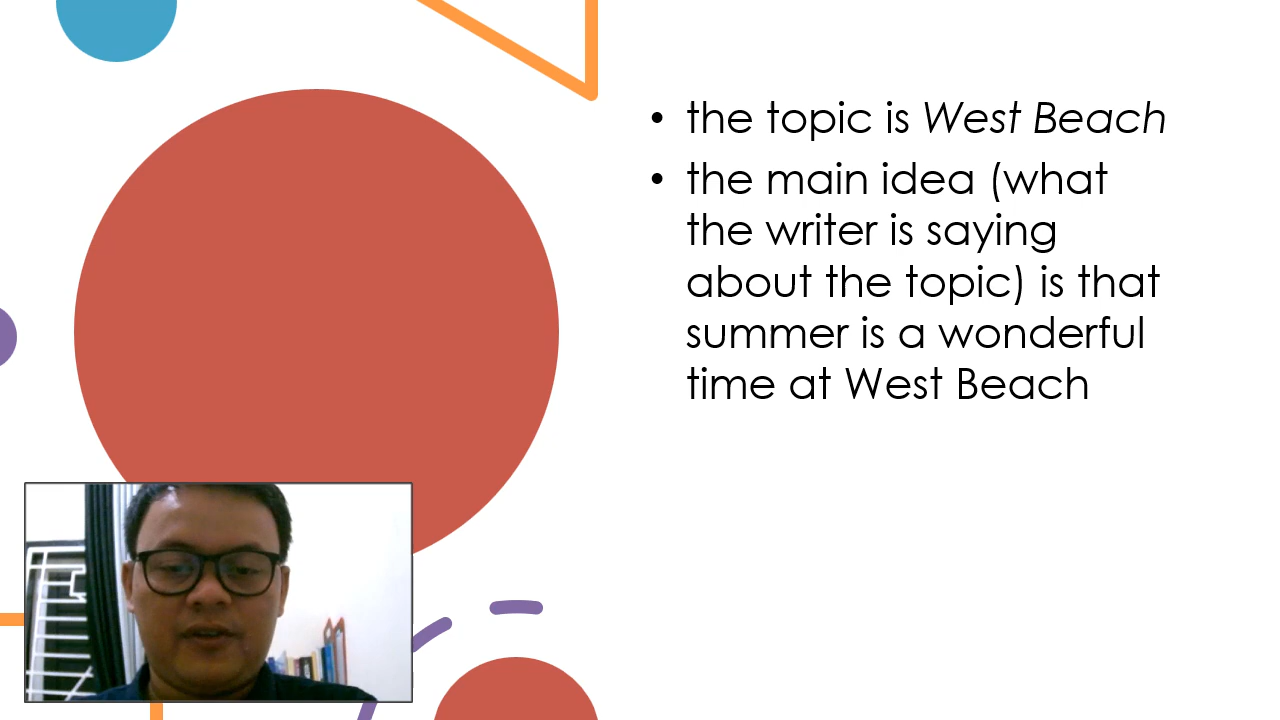 • the topic is West Beach
• the main idea (what
the writer is saying
about the topic) is that
summer is a wonderful
time at West Beach